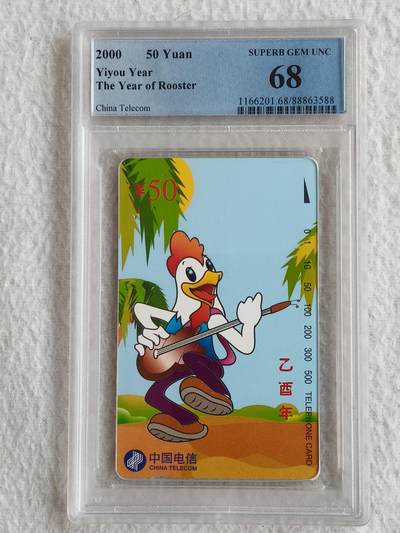 2000 50 Yuan
Yiyou Year
The Year of Rooster
China Telecom
SUPERB GEM UNC
68
1166201.68/88863588
¥50
0 1 10 50 100 200 300 500 TELEPHONE CARD
乙酉年
中国电信
CHINA TELECOM